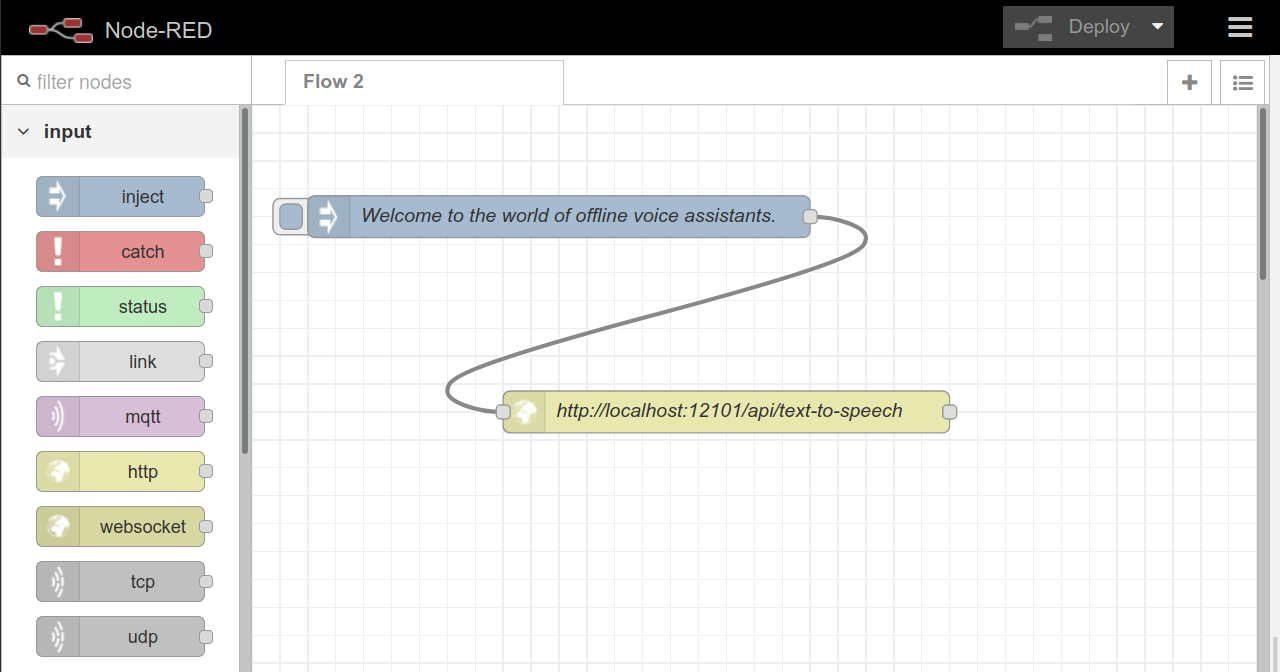 Node-RED
Deploy
filter nodes
Flow 2
input
inject
catch
status
link
mqtt
http
websocket
tcp
udp
Welcome to the world of offline voice assistants.
http://localhost:12101/api/text-to-speech